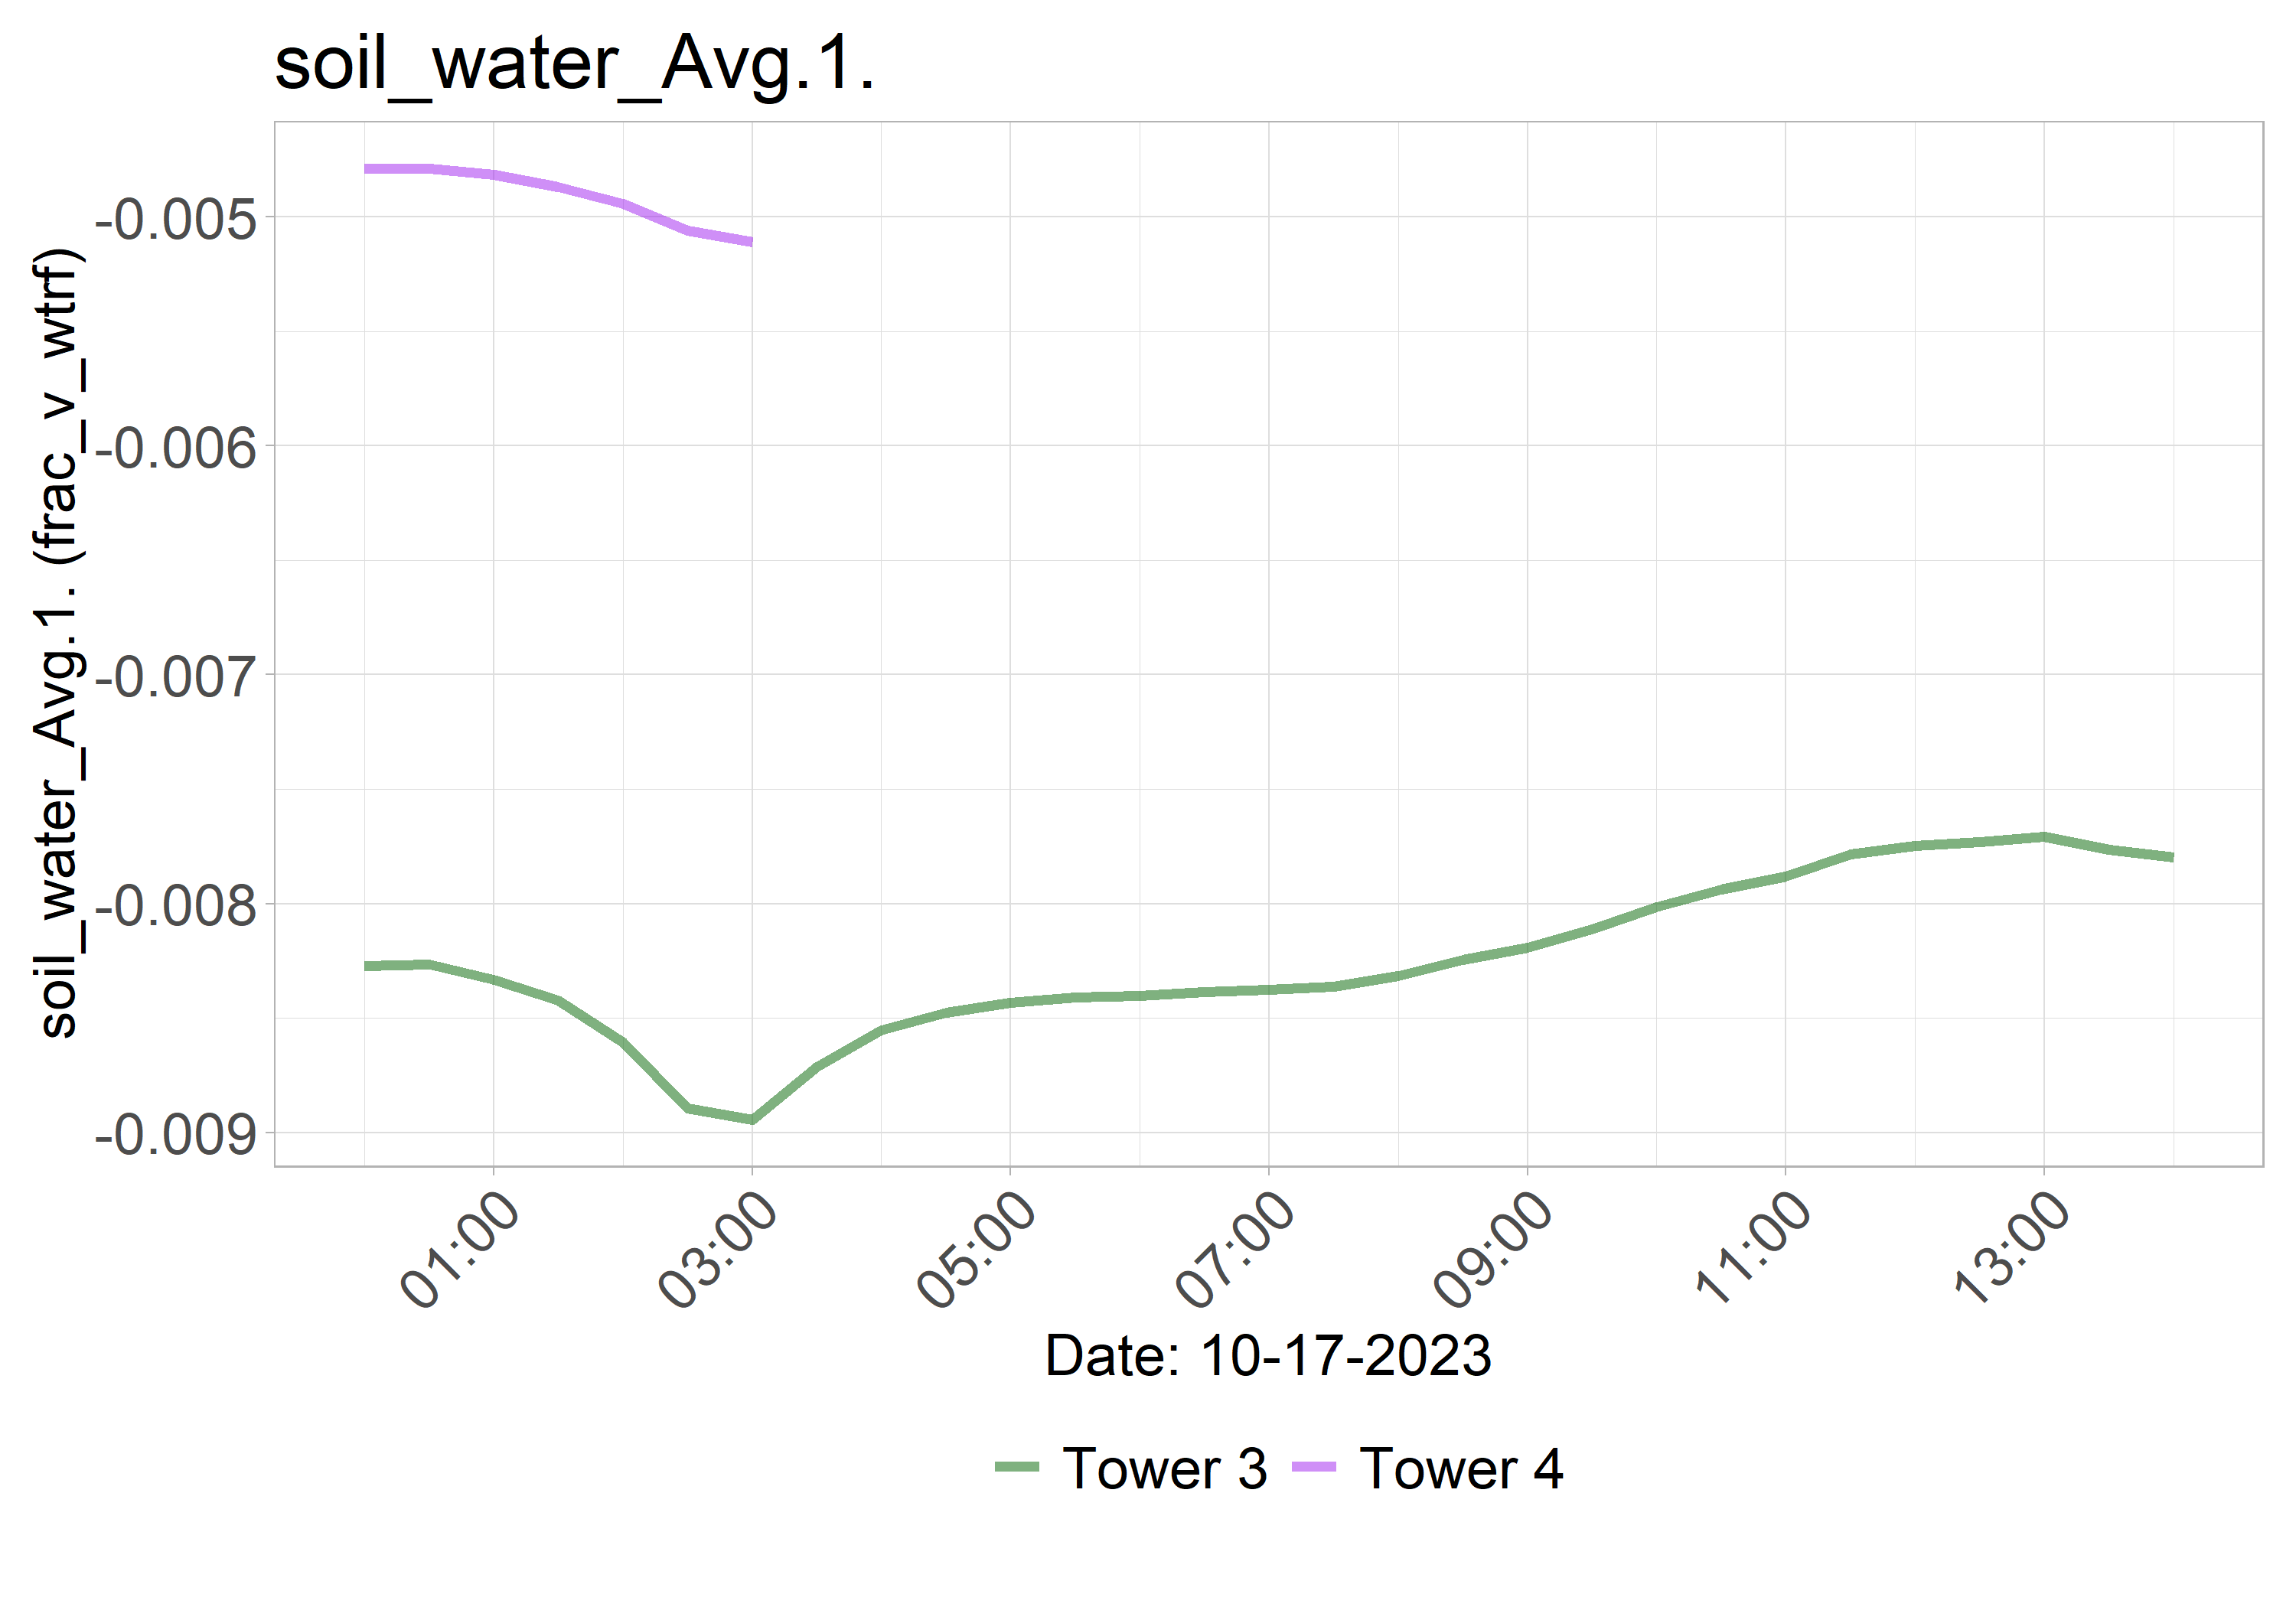 soil_water_Avg.1.
soil_water_Avg.1. (frac_v_wtrf)
-0.005
-0.006
-0.007
-0.008
-0.009
01:00
03:00
05:00
07:00
09:00
11:00
13:00
Date: 10-17-2023
Tower 3
Tower 4